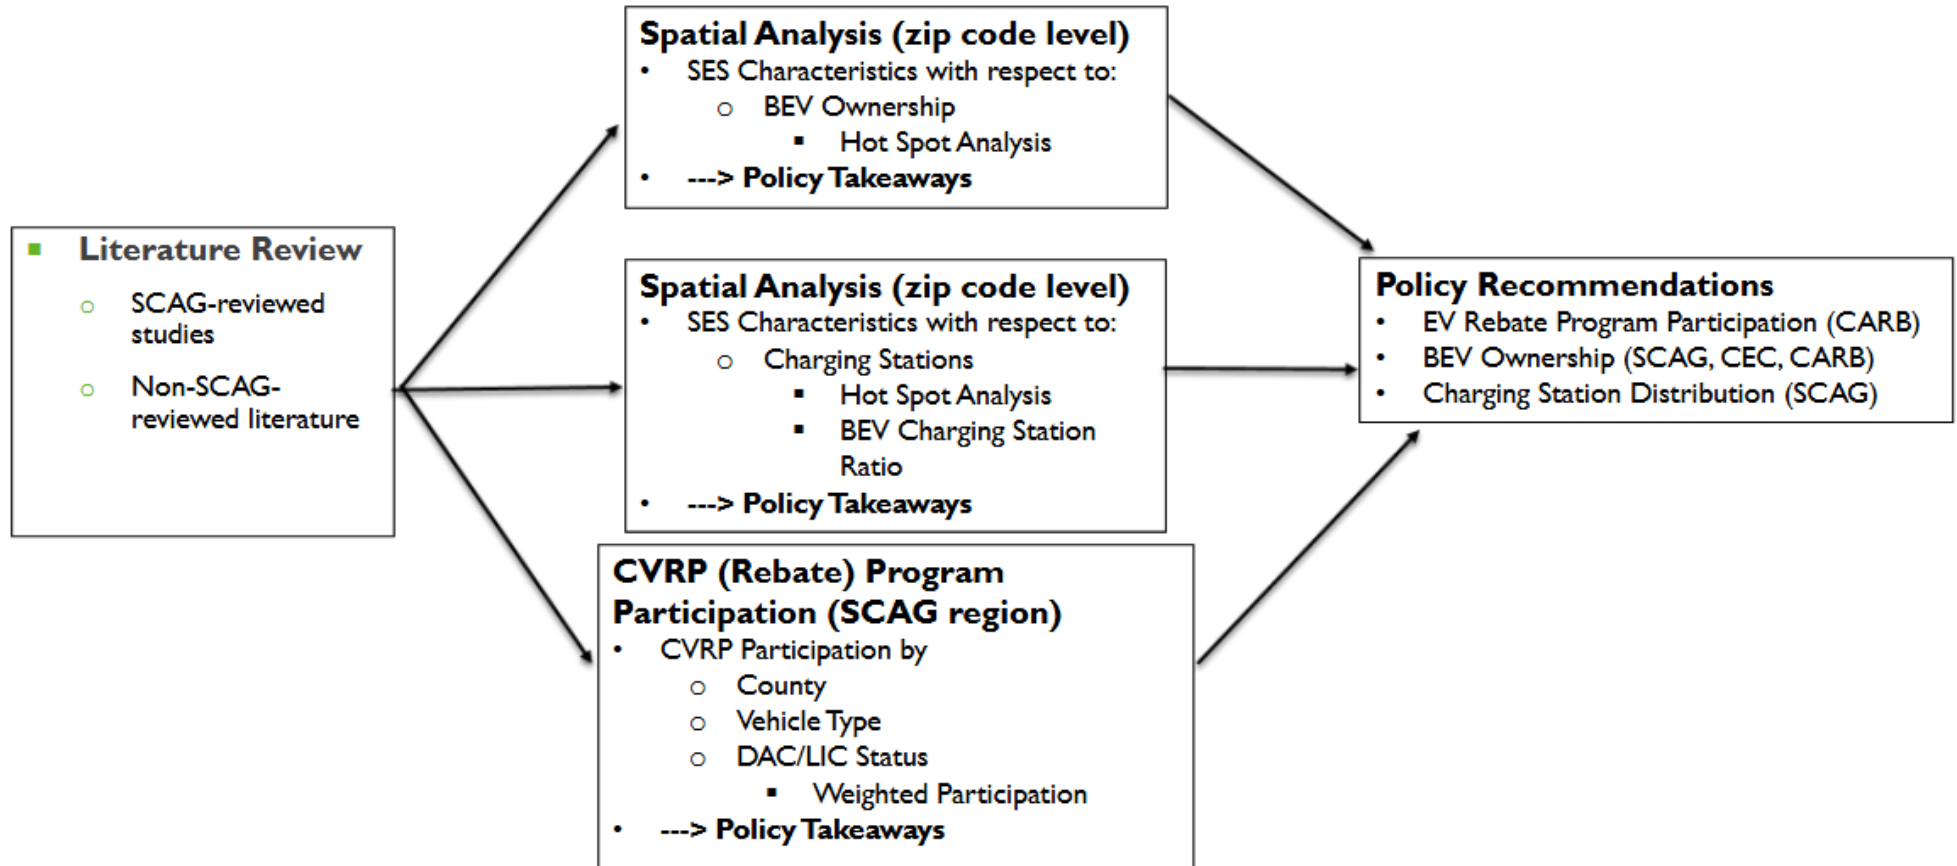 Literature Review
SCAG-reviewed
studies
Non-SCAG-
reviewed literature
Spatial Analysis (zip code level)
SES Characteristics with respect to:
BEV Ownership
Hot Spot Analysis
---> Policy Takeaways
Spatial Analysis (zip code level)
SES Characteristics with respect to:
Charging Stations
Hot Spot Analysis
BEV Charging Station
Ratio
---> Policy Takeaways
CVRP (Rebate) Program
Participation (SCAG region)
CVRP Participation by
County
Vehicle Type
DAC/LIC Status
Weighted Participation
---> Policy Takeaways
Policy Recommendations
EV Rebate Program Participation (CARB)
BEV Ownership (SCAG, CEC, CARB)
Charging Station Distribution (SCAG)